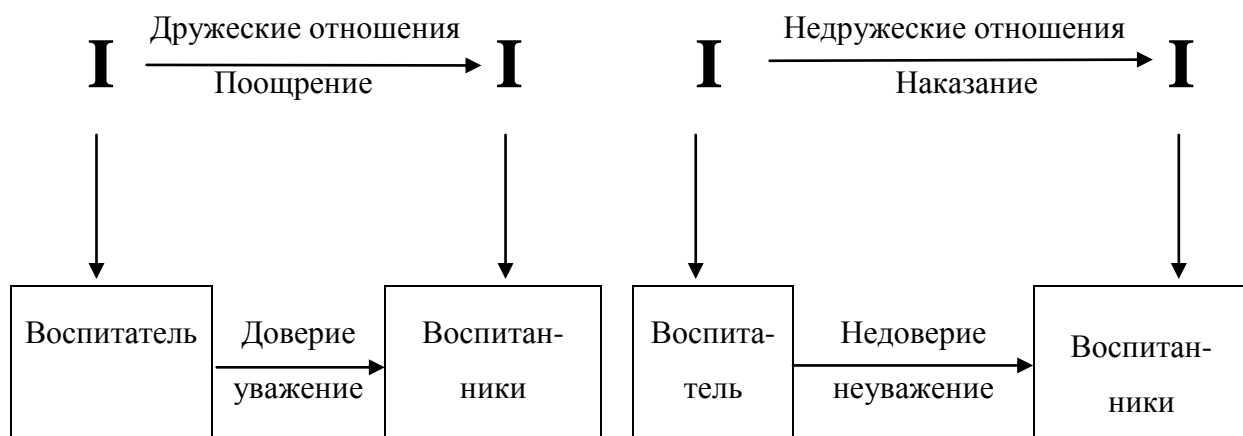 Дружеские отношения
I I
Поощрение
Воспитатель
Доверие
уважение
Воспитан-
ники
Недружеские отношения
I I
Наказание
Воспита-
тель
Недоверие
неуважение
Воспитан-
ники